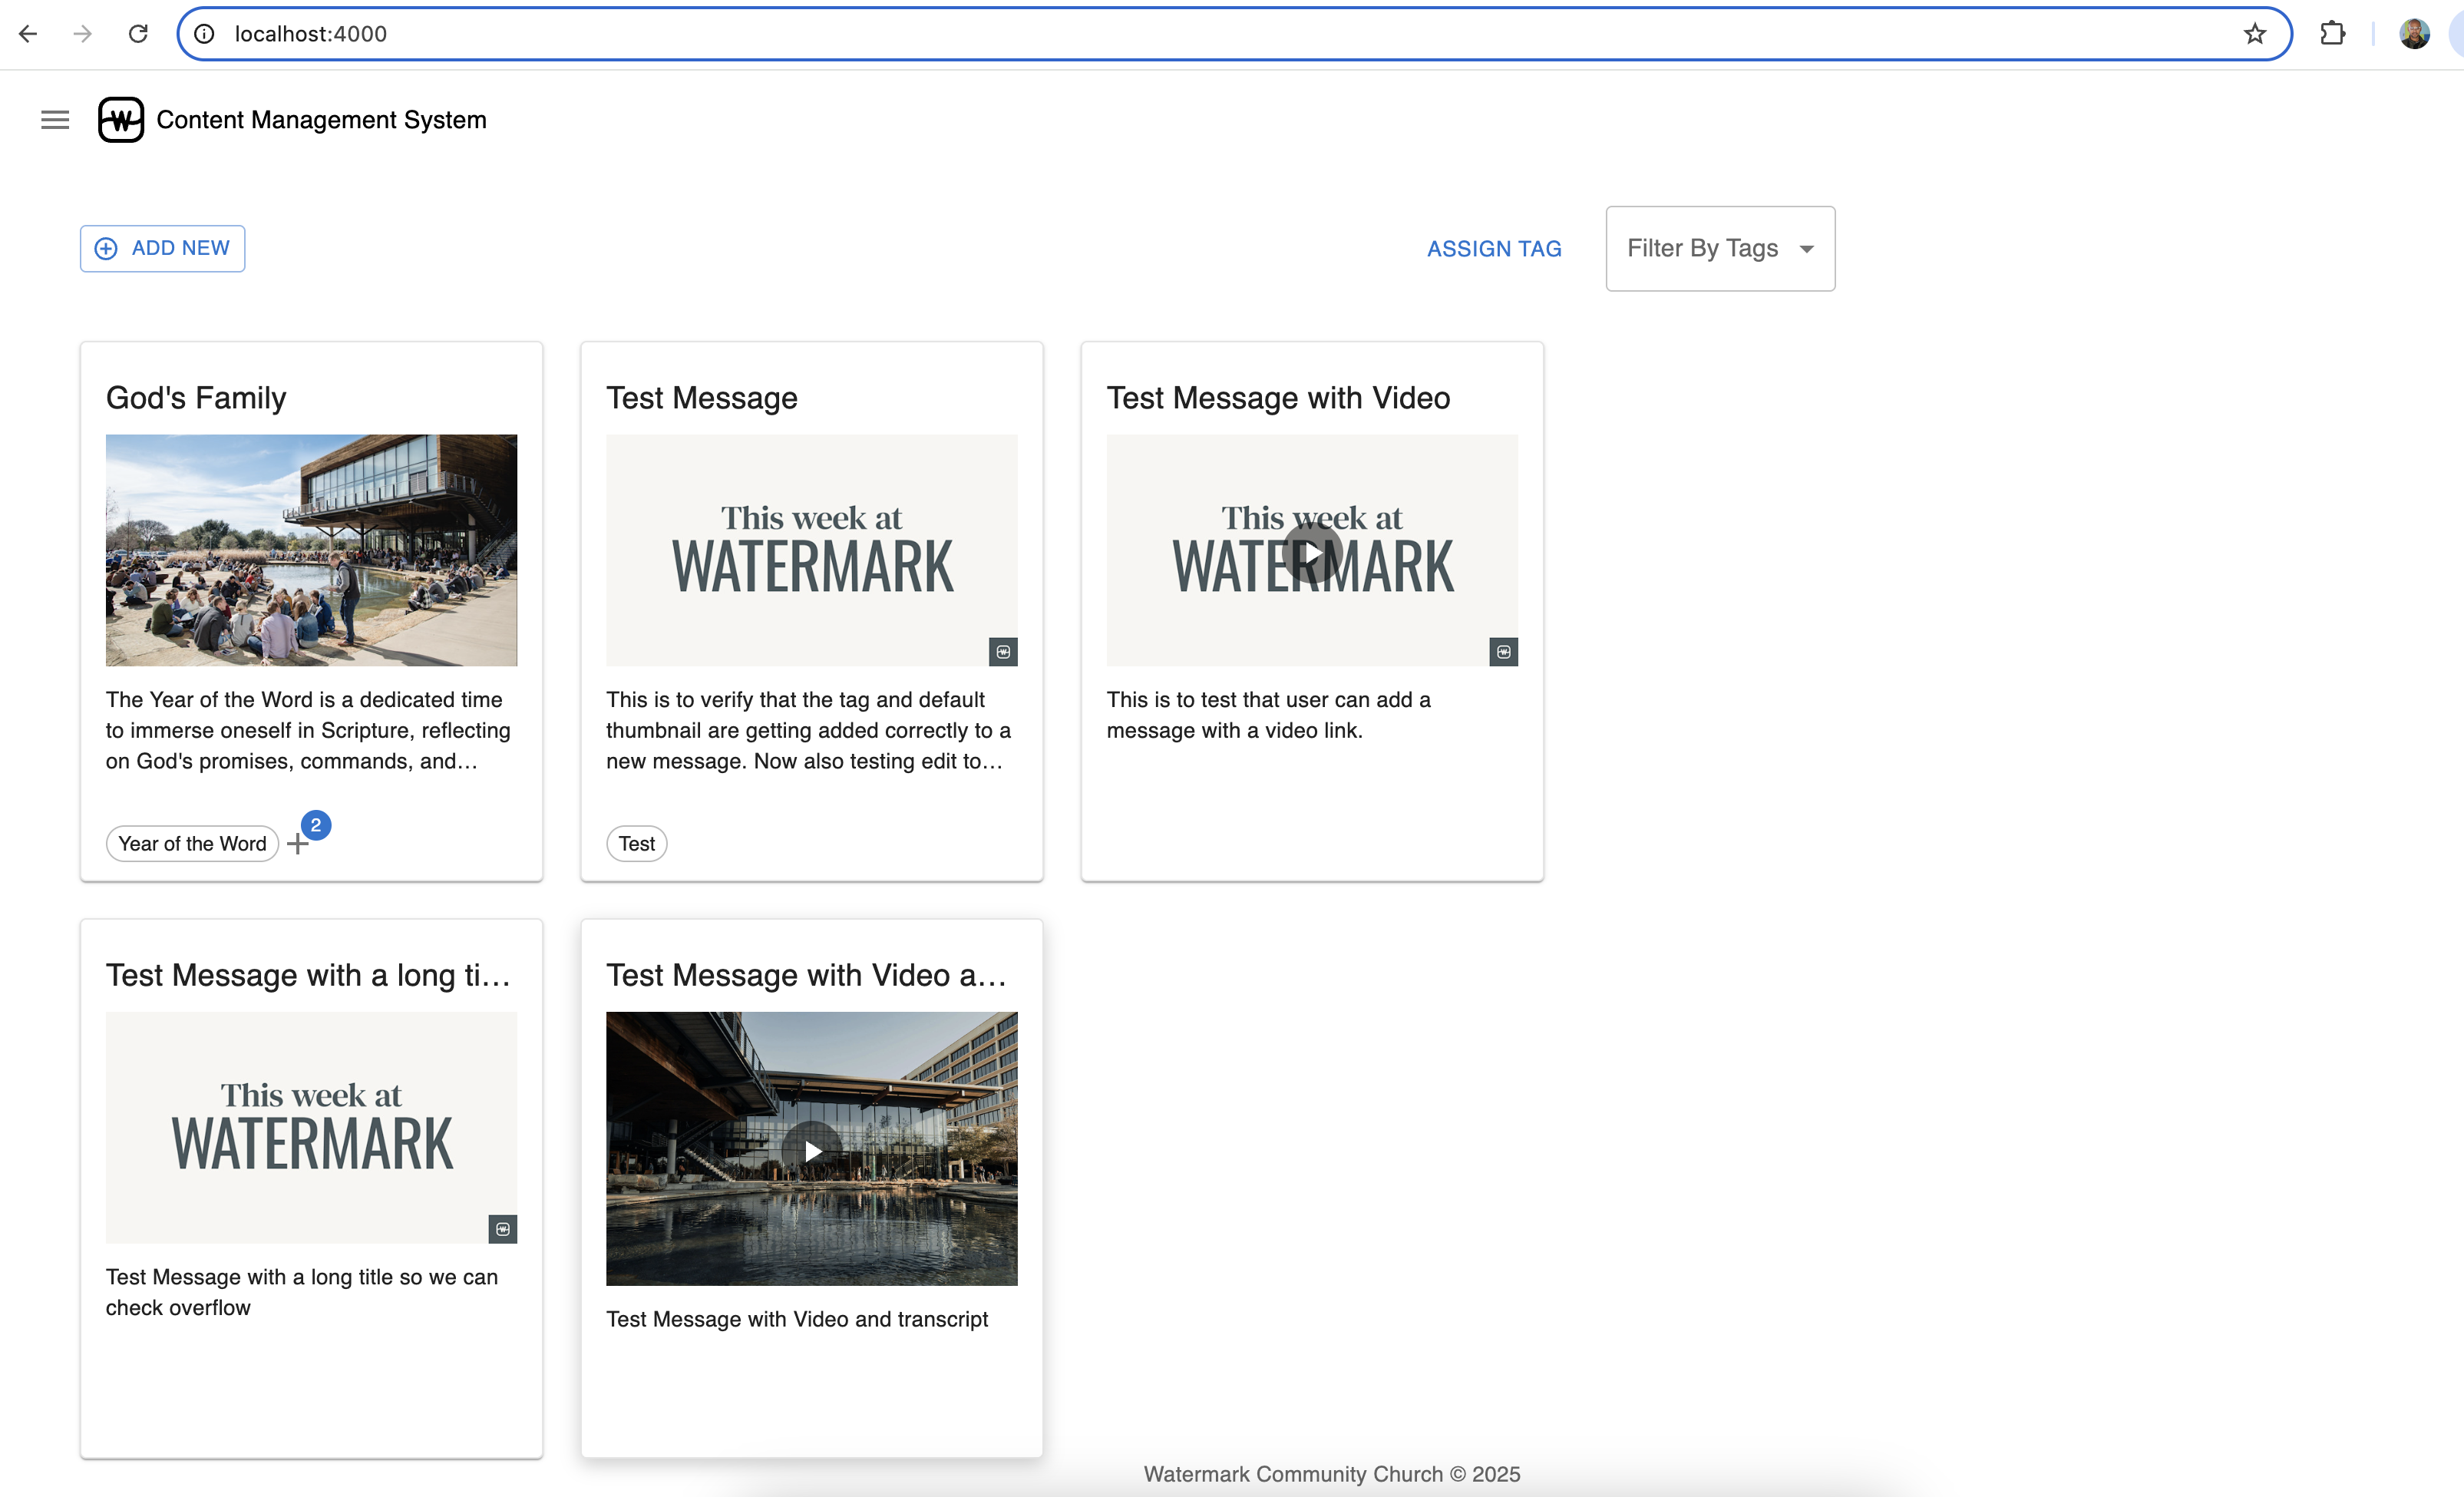 localhost:4000
W Content Management System
ADD NEW
ASSIGN TAG
Filter By Tags
God's Family
The Year of the Word is a dedicated time
to immerse oneself in Scripture, reflecting
on God's promises, commands, and…
Year of the Word
2
Test Message
This week at
WATERMARK
W
This is to verify that the tag and default
thumbnail are getting added correctly to a
new message. Now also testing edit to…
Test
Test Message with Video
This week at
WATERMARK
W
This is to test that user can add a
message with a video link.
Test Message with a long ti…
This week at
WATERMARK
W
Test Message with a long title so we can
check overflow
Test Message with Video a…
Test Message with Video and transcript
Watermark Community Church © 2025